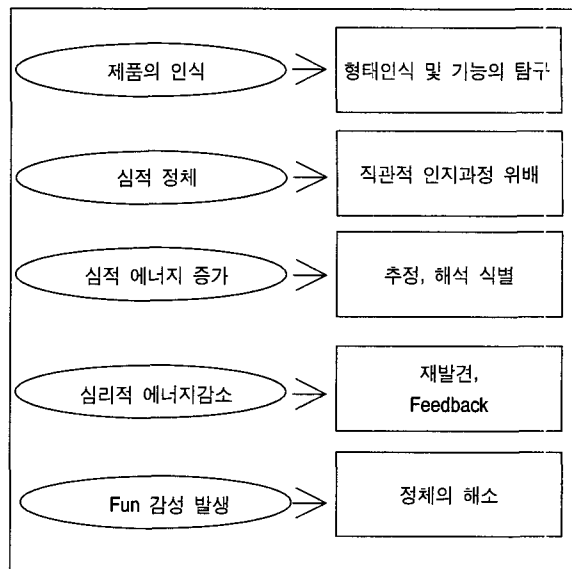 제품의 인식
형태인식 및 기능의 탐구
심적 정체
직관적 인지과정 위배
심적 에너지 증가
추정, 해석 식별
심리적 에너지감소
재발견,
Feedback
Fun 감성 발생
정체의 해소